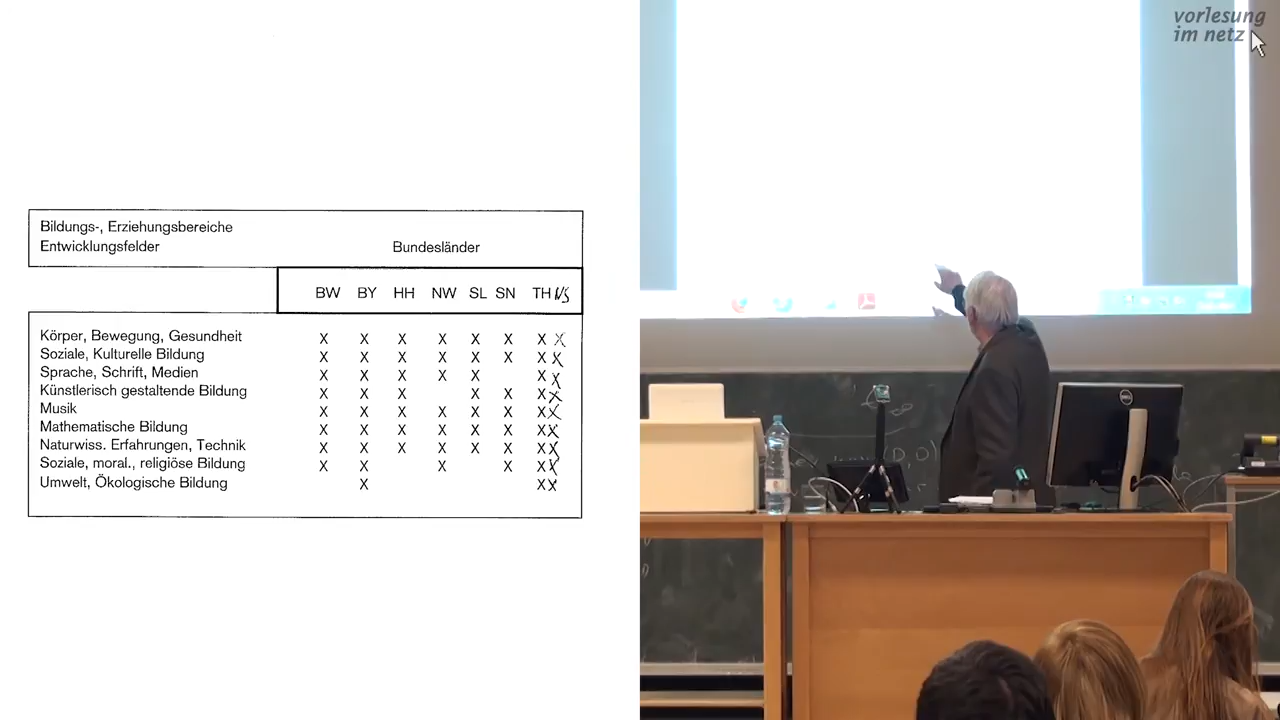 Bildungs-, Erziehungsbereiche
Entwicklungsfelder Bundesländer
BW BY HH NW SL SN TH NS
Körper, Bewegung, Gesundheit X X X X X X X X
Soziale, Kulturelle Bildung X X X X X X X X
Sprache, Schrift, Medien X X X X X X X
Künstlerisch gestaltende Bildung X X X X X X X
Musik X X X X X X X X
Mathematische Bildung X X X X X X X X
Naturwiss. Erfahrungen, Technik X X X X X X X X
Soziale, moral., religiöse Bildung X X X X X X
Umwelt, Ökologische Bildung X X X
vorlesung
im netz
DELL